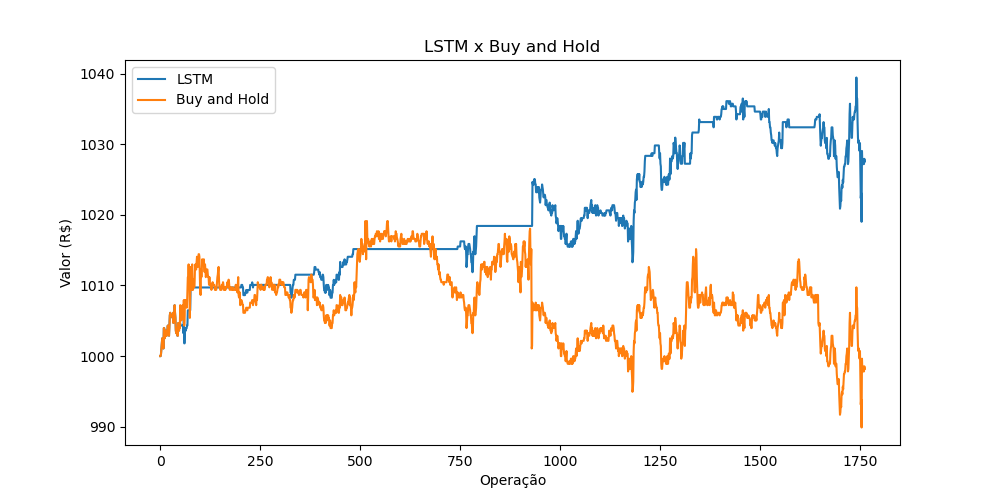 LSTM x Buy and Hold
LSTM
Buy and Hold
Valor (R$)
1040
1030
1020
1010
1000
990
0 250 500 750 1000 1250 1500 1750
Operação